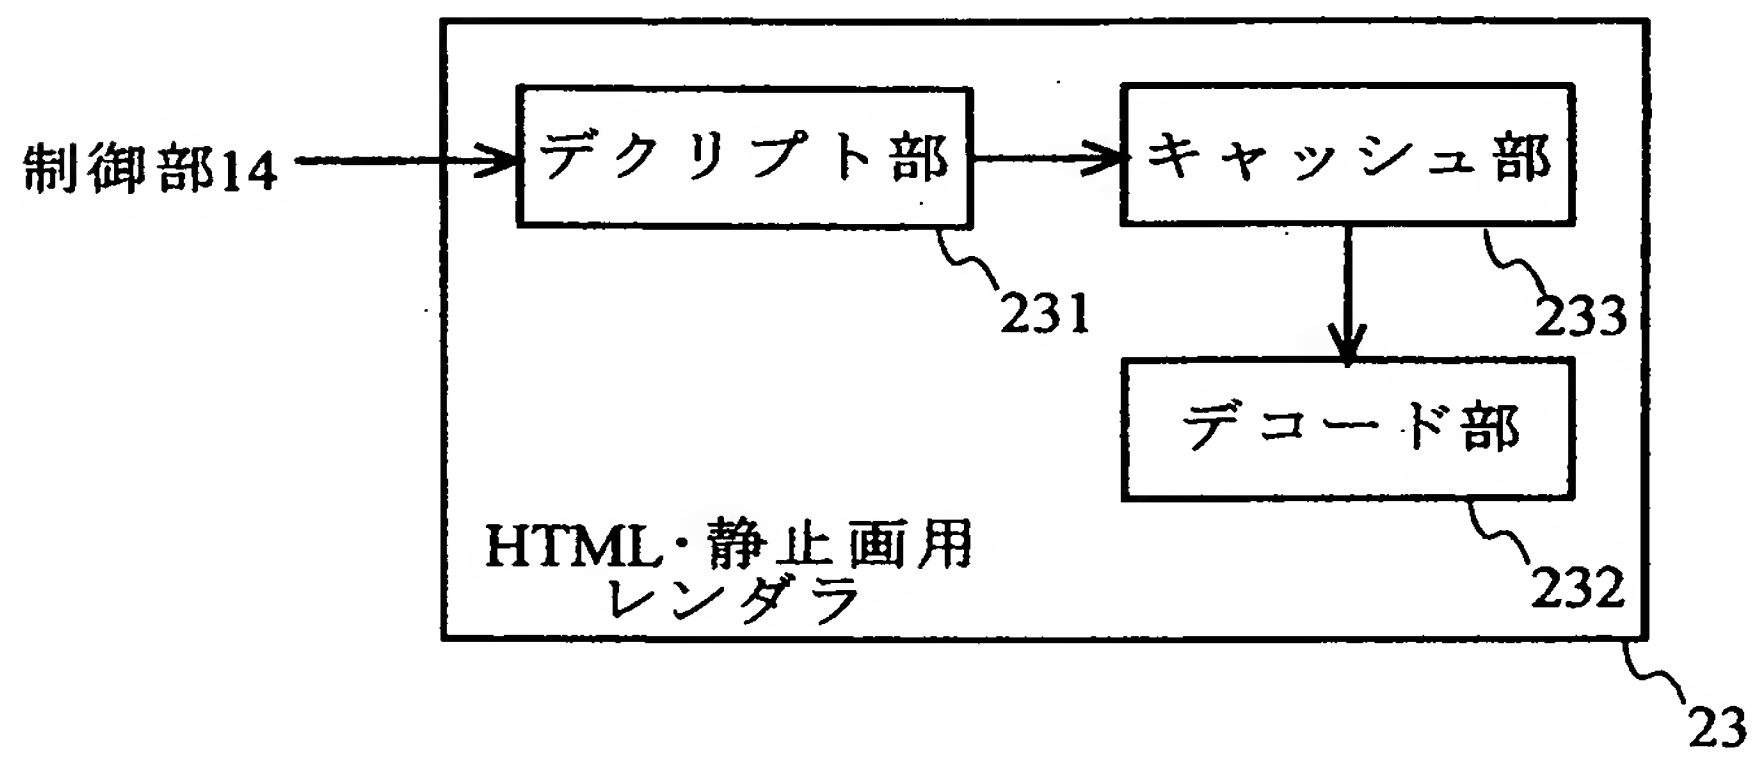 制御部14
デクリプト部
キャッシュ部
231
233
デコード部
232
HTML・静止画用
レンダラ
23